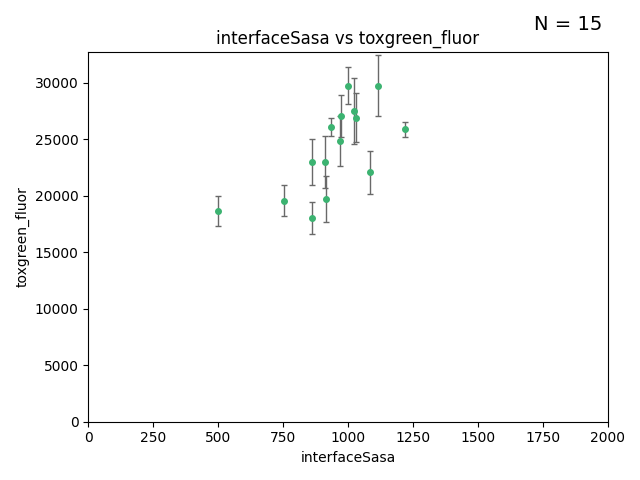 N = 15
interfaceSasa vs toxgreen_fluor
30000
25000
20000
15000
10000
5000
0
toxgreen_fluor
0 250 500 750 1000 1250 1500 1750 2000
interfaceSasa